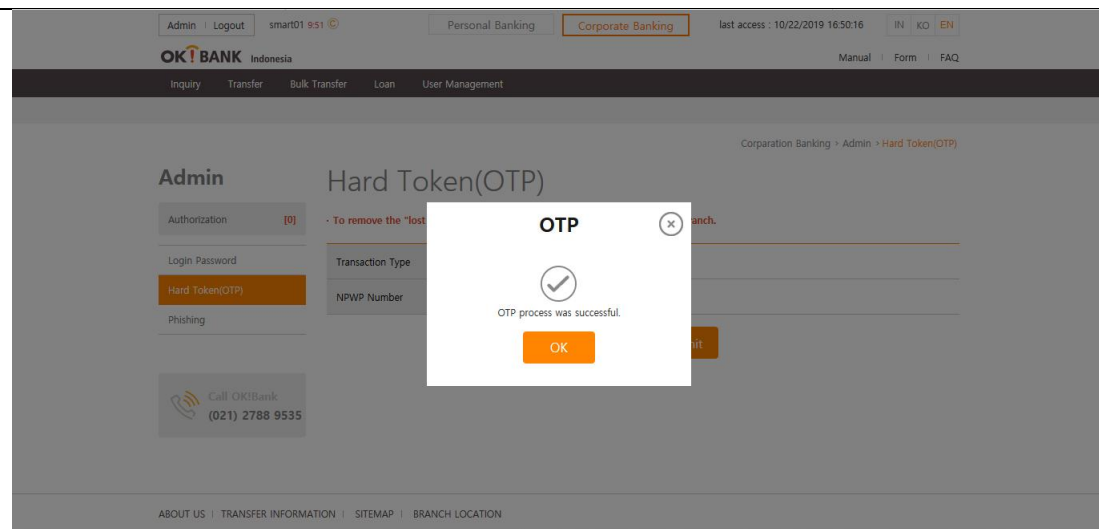 Admin Logout smart01 9:51 Personal Banking Corporate Banking last access : 10/22/2019 16:50:16 IN KO EN
OK!BANK Indonesia Manual Form FAQ
Inquiry Transfer Bulk Transfer Loan User Management
Corparation Banking > Admin > Hard Token(OTP)
Admin
Hard Token(OTP)
Authorization [0]
· To remove the "lost anch.
Login Password
Hard Token(OTP)
Phishing
Transaction Type
NPWP Number
OTP
OTP process was successful.
OK
it
Call OK!Bank
(021) 2788 9535
ABOUT US TRANSFER INFORMATION SITEMAP BRANCH LOCATION